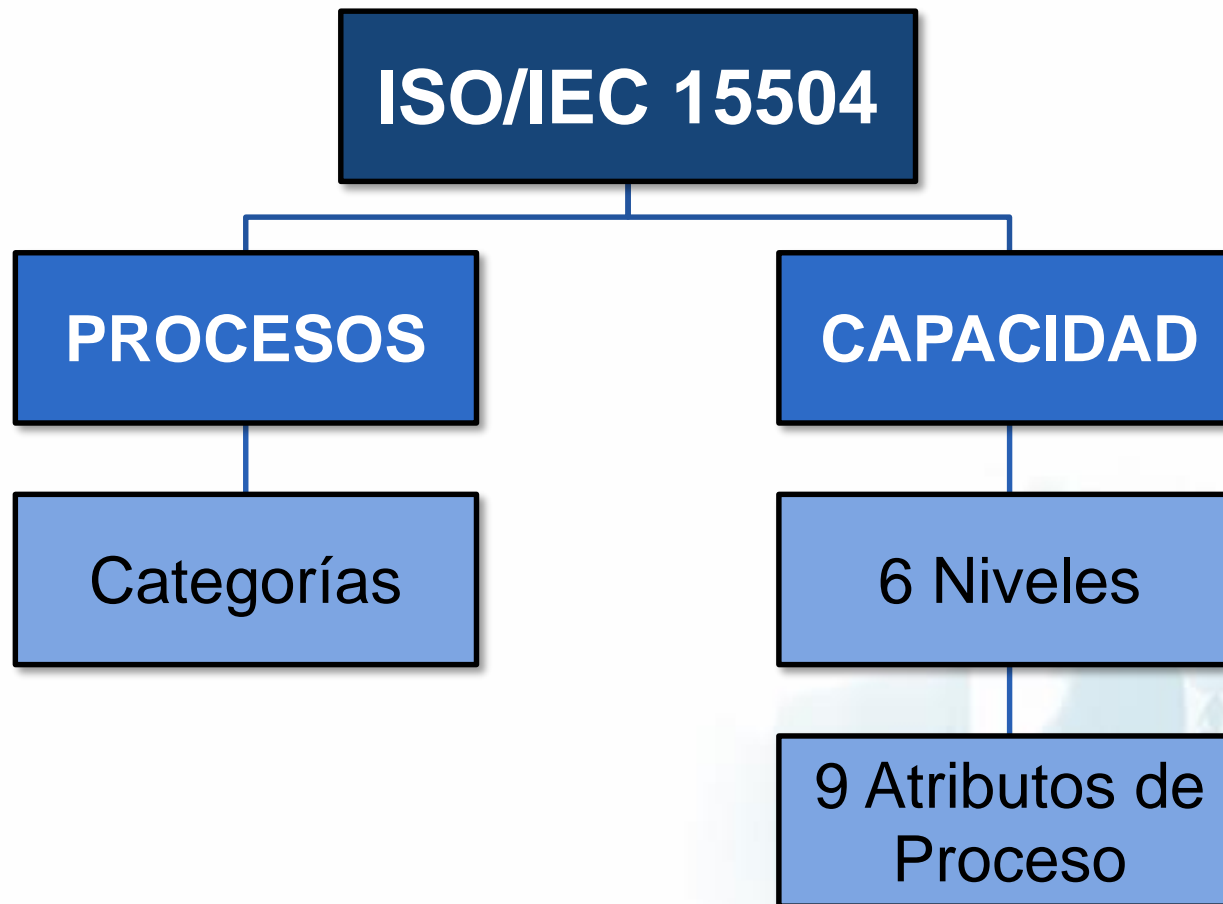 ISO/IEC 15504
PROCESOS
CAPACIDAD
Categorías
6 Niveles
9 Atributos de
Proceso